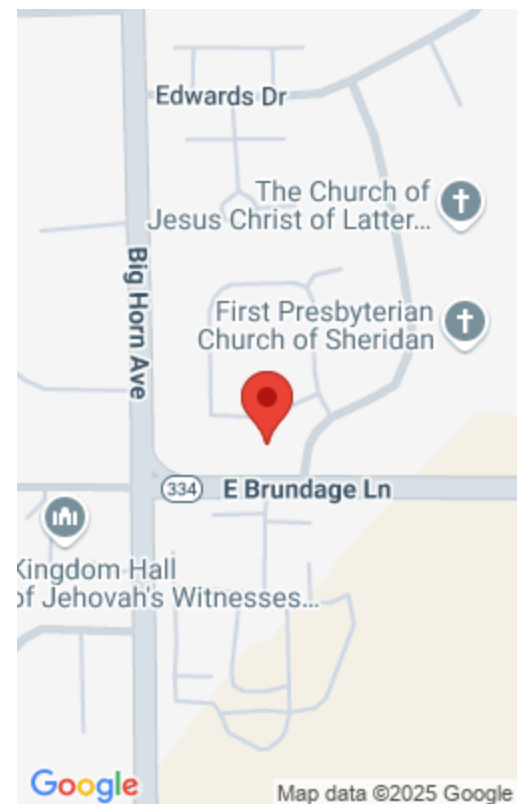 Edwards Dr
The Church of
Jesus Christ of Latter...
Big Horn Ave
First Presbyterian
Church of Sheridan
334
E Brundage Ln
Kingdom Hall
of Jehovah's Witnesses...
Google
Map data ©2025 Google